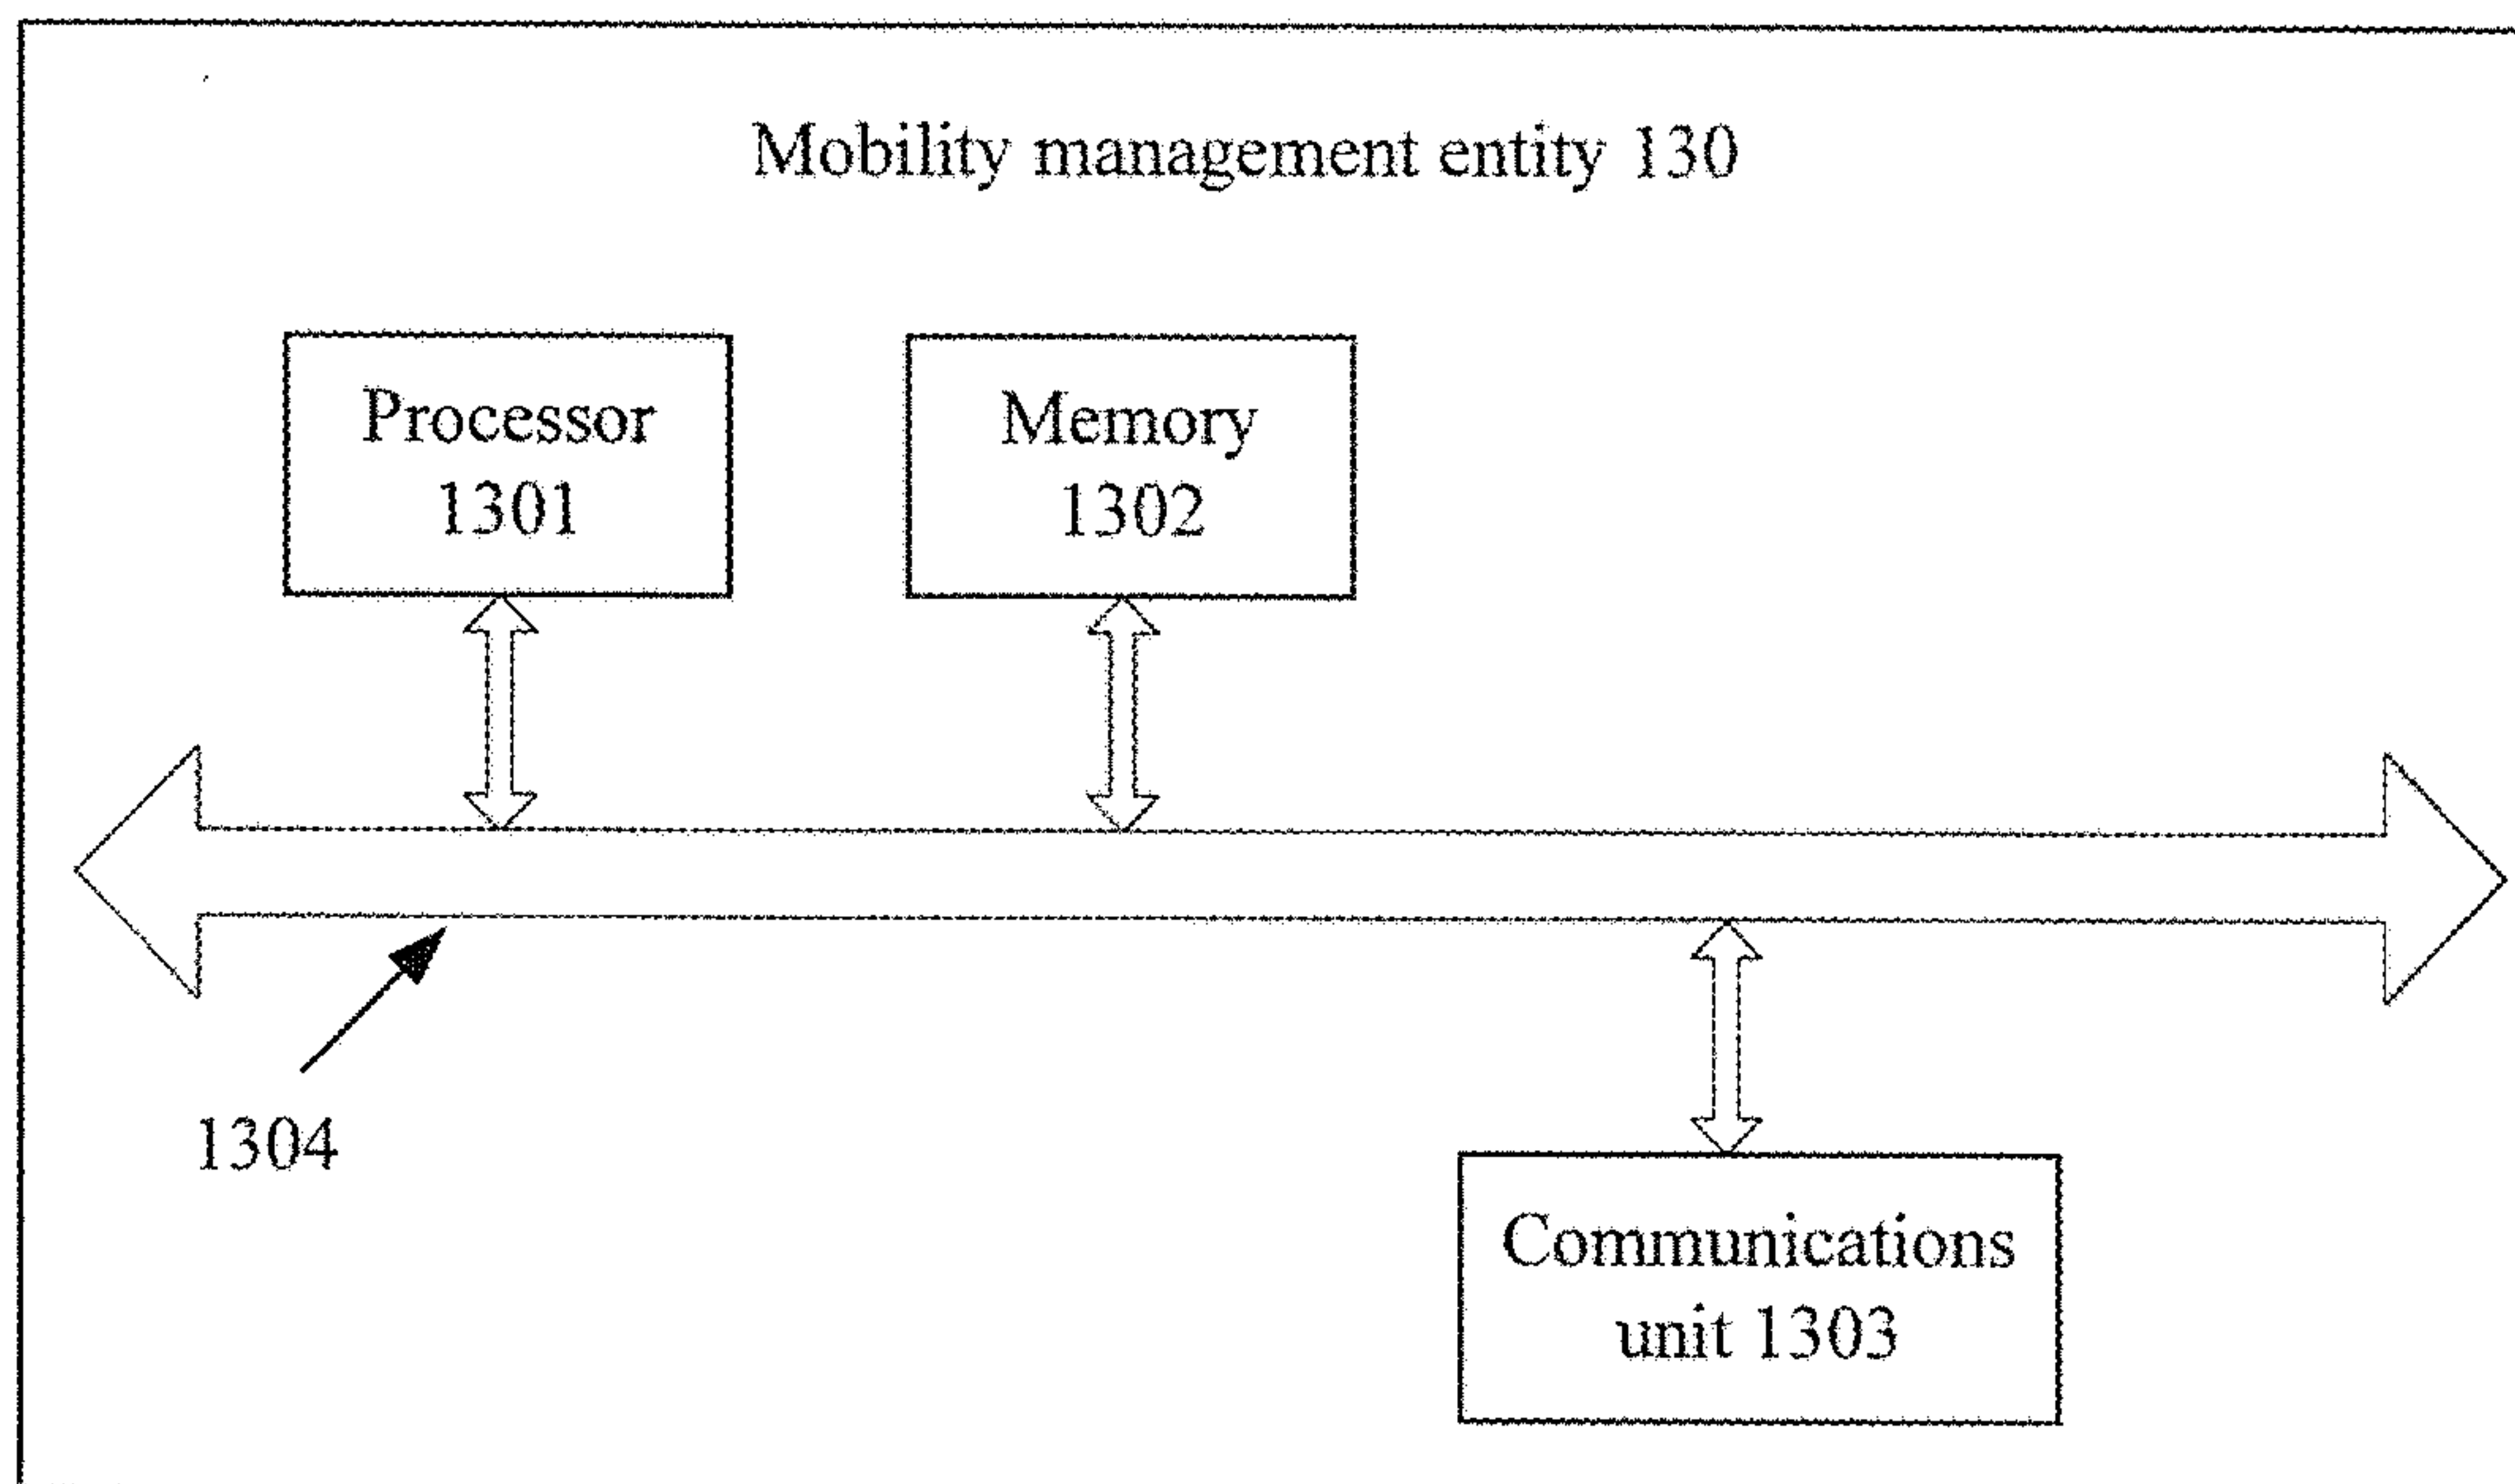 Mobility management entity 130
Processor
1301
Memory
1302
1304
Communications
unit 1303